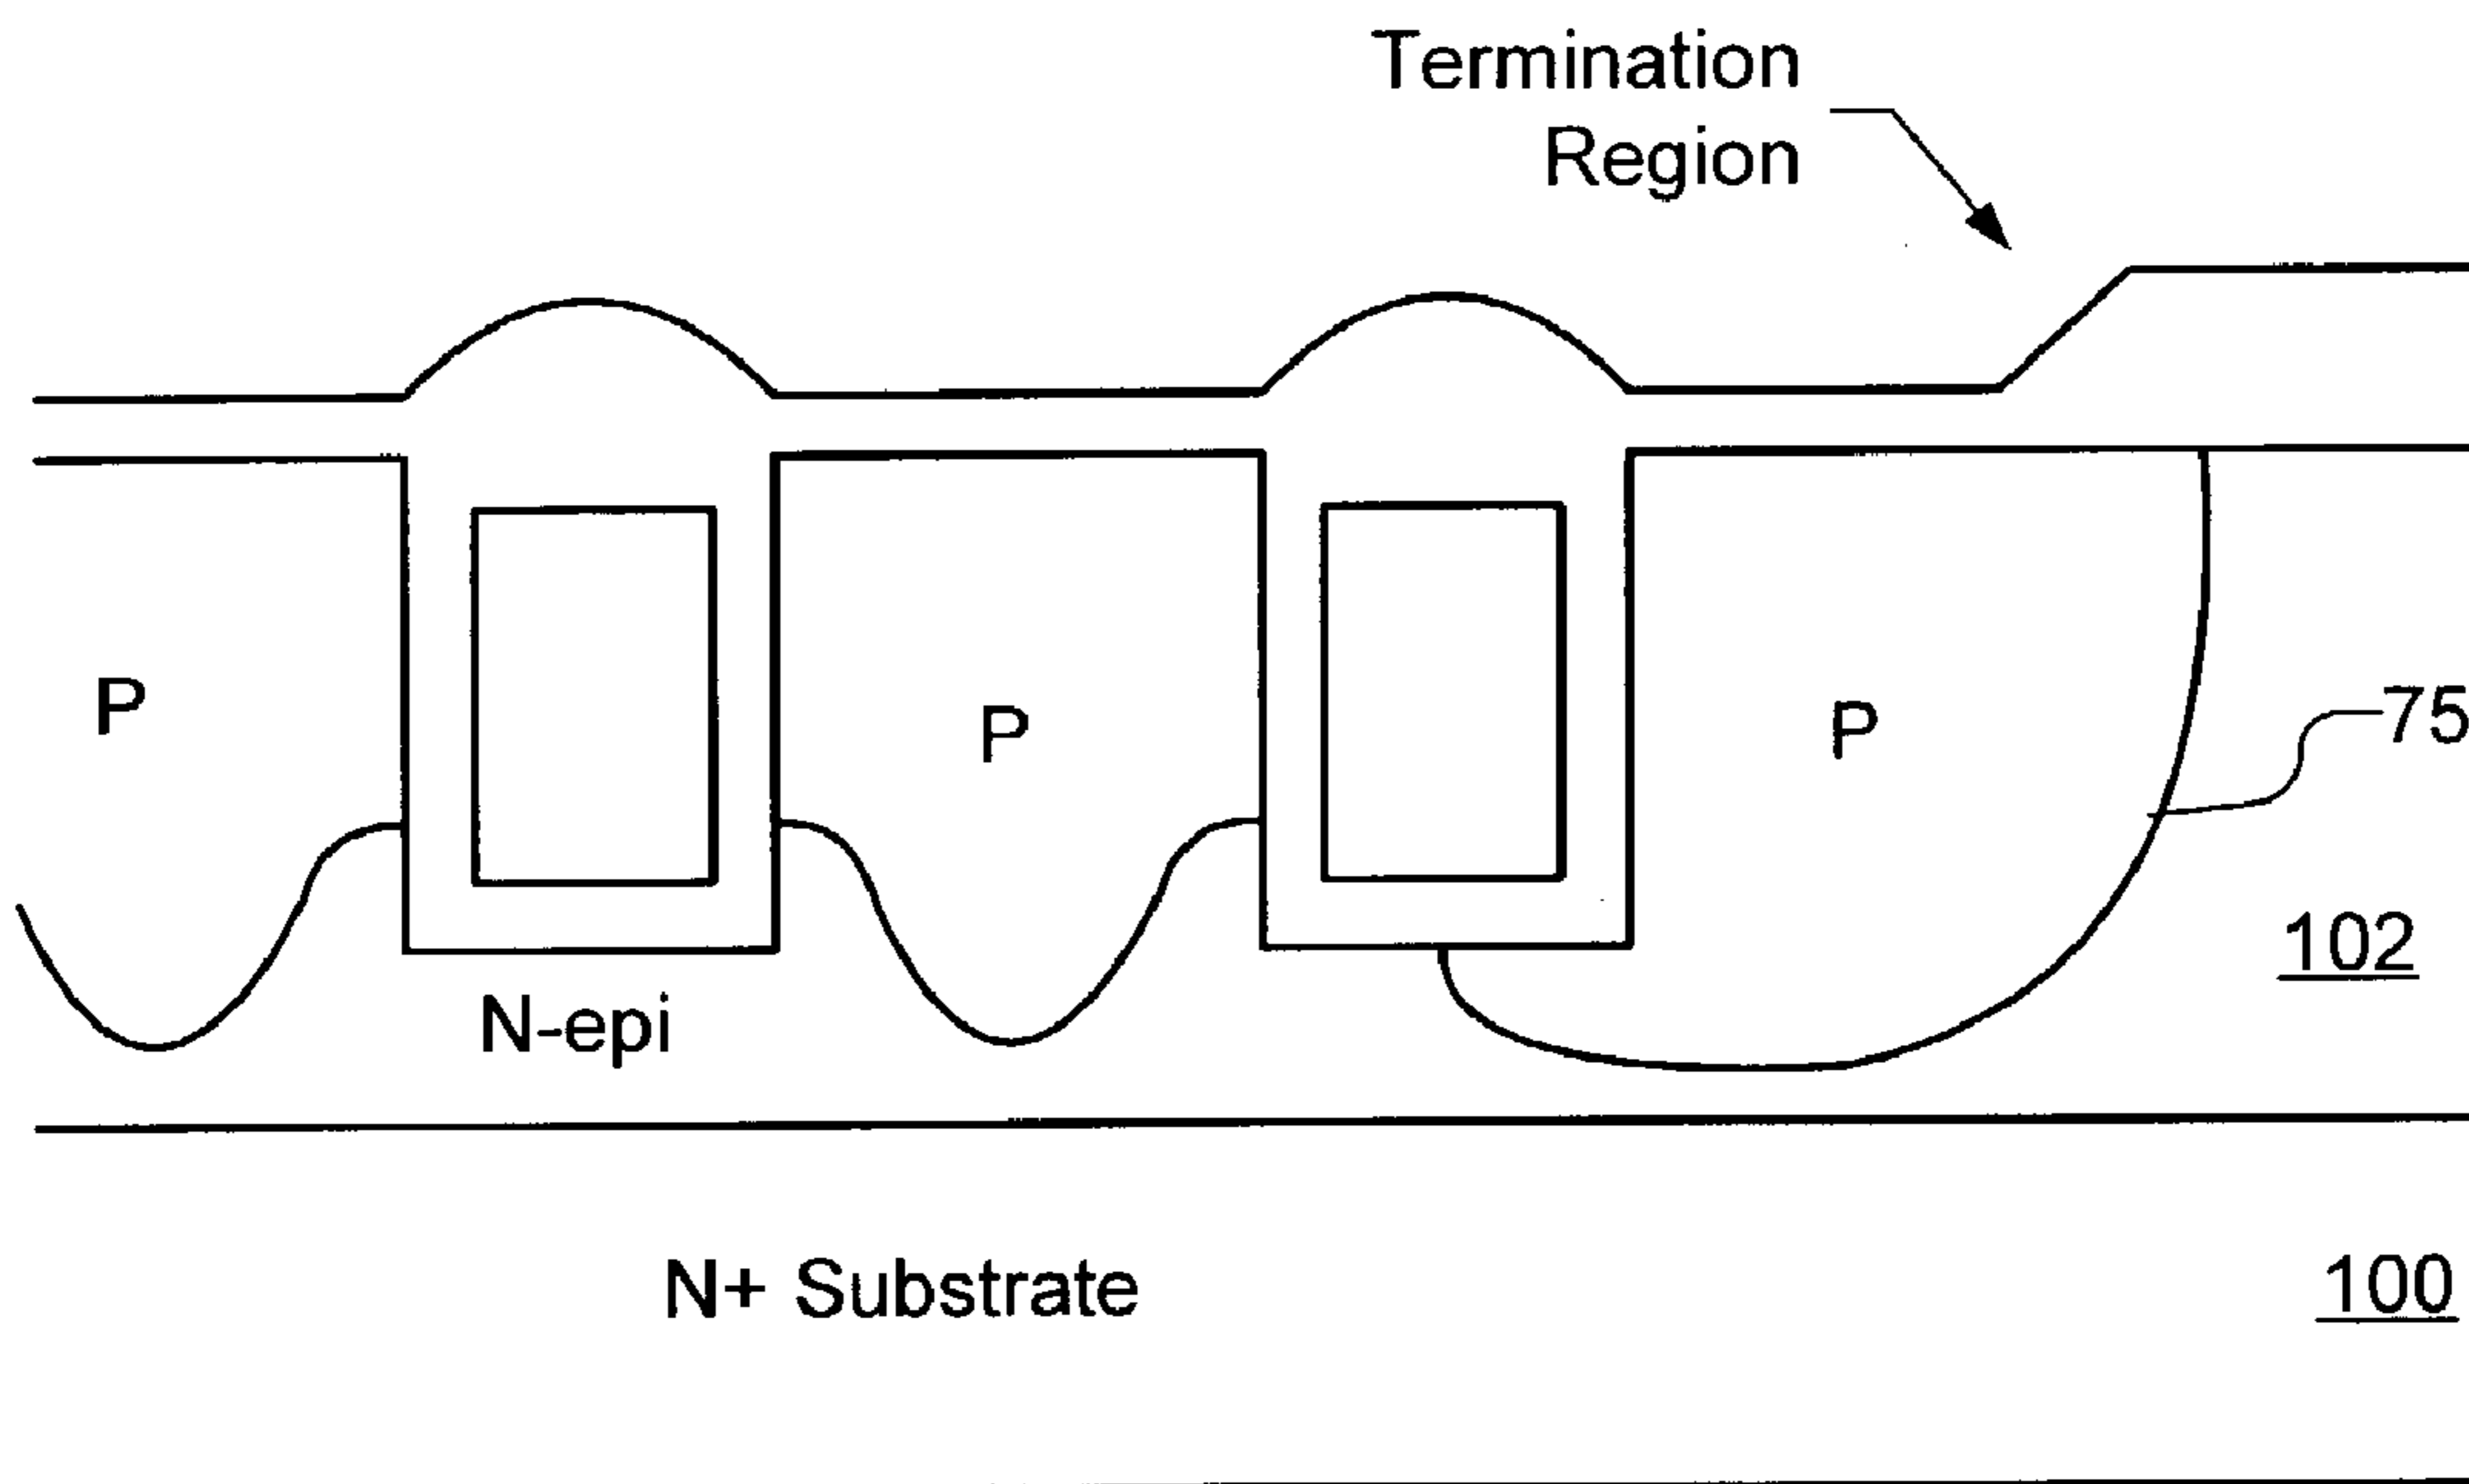 Termination
Region
P
P
P
75
102
N-epi
N+ Substrate
100